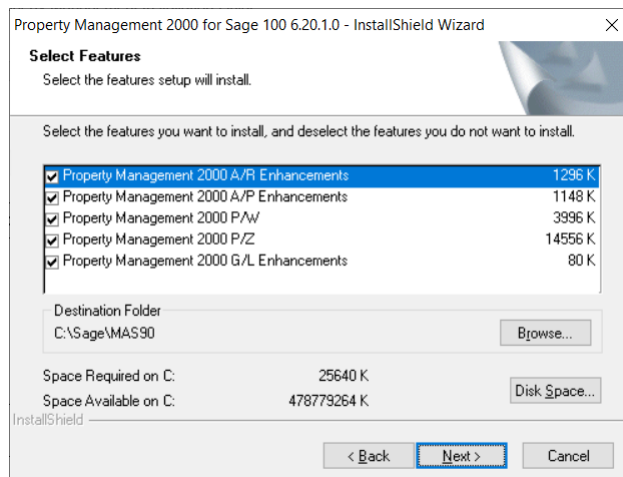 Property Management 2000 for Sage 100 6.20.1.0 - InstallShield Wizard
Select Features
Select the features setup will install.
Select the features you want to install, and deselect the features you do not want to install.
Property Management 2000 A/R Enhancements 1296 K
Property Management 2000 A/P Enhancements 1148 K
Property Management 2000 P/W 3996 K
Property Management 2000 P/Z 14556 K
Property Management 2000 G/L Enhancements 80 K
Destination Folder
C:\Sage\MAS90 Browse...
Space Required on C: 25640 K
Space Available on C: 478779264 K
Disk Space...
InstallShield
< Back Next > Cancel